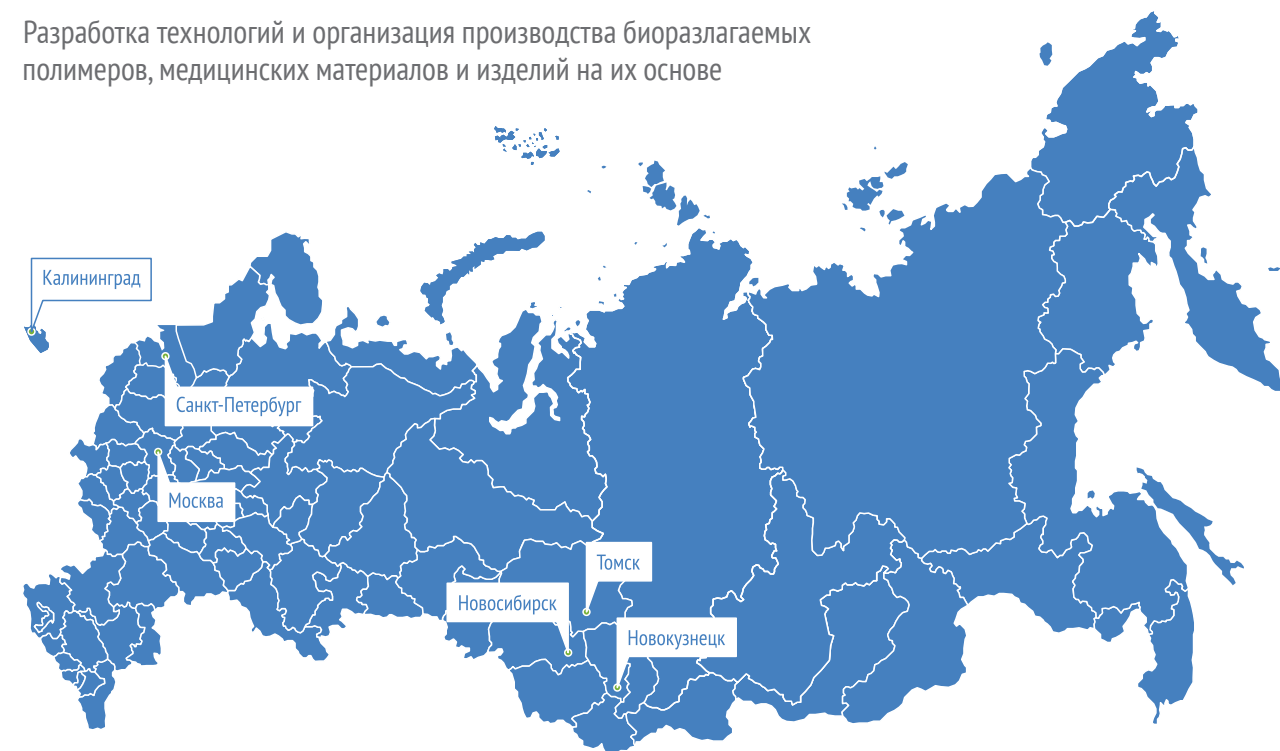 Разработка технологий и организация производства биоразлагаемых
полимеров, медицинских материалов и изделий на их основе
Калининград
Санкт-Петербург
Москва
Томск
Новосибирск
Новокузнецк